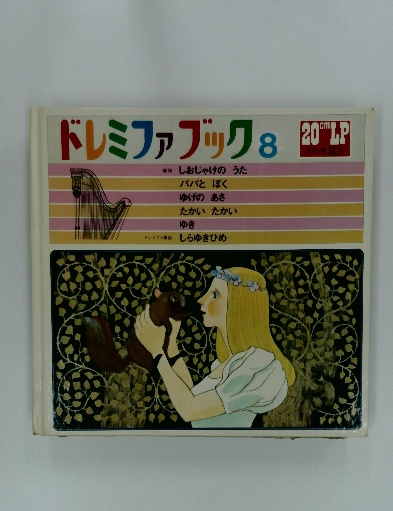 ドレミファブック8
20cm LP
しおじゃけの うた
パパと ぼく
ゆげの あさ
たかい たかい
ゆき
しらゆきひめ